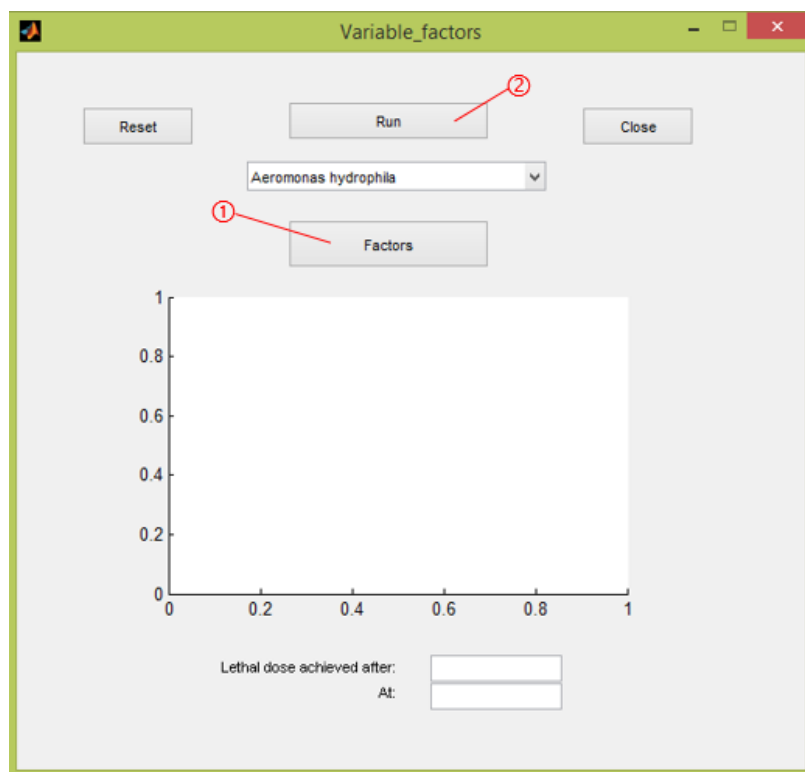 Variable_factors
②
Reset Run Close
Aeromonas hydrophila
①
Factors
1
0.8
0.6
0.4
0.2
0
0 0.2 0.4 0.6 0.8 1
Lethal dose achieved after:
At: